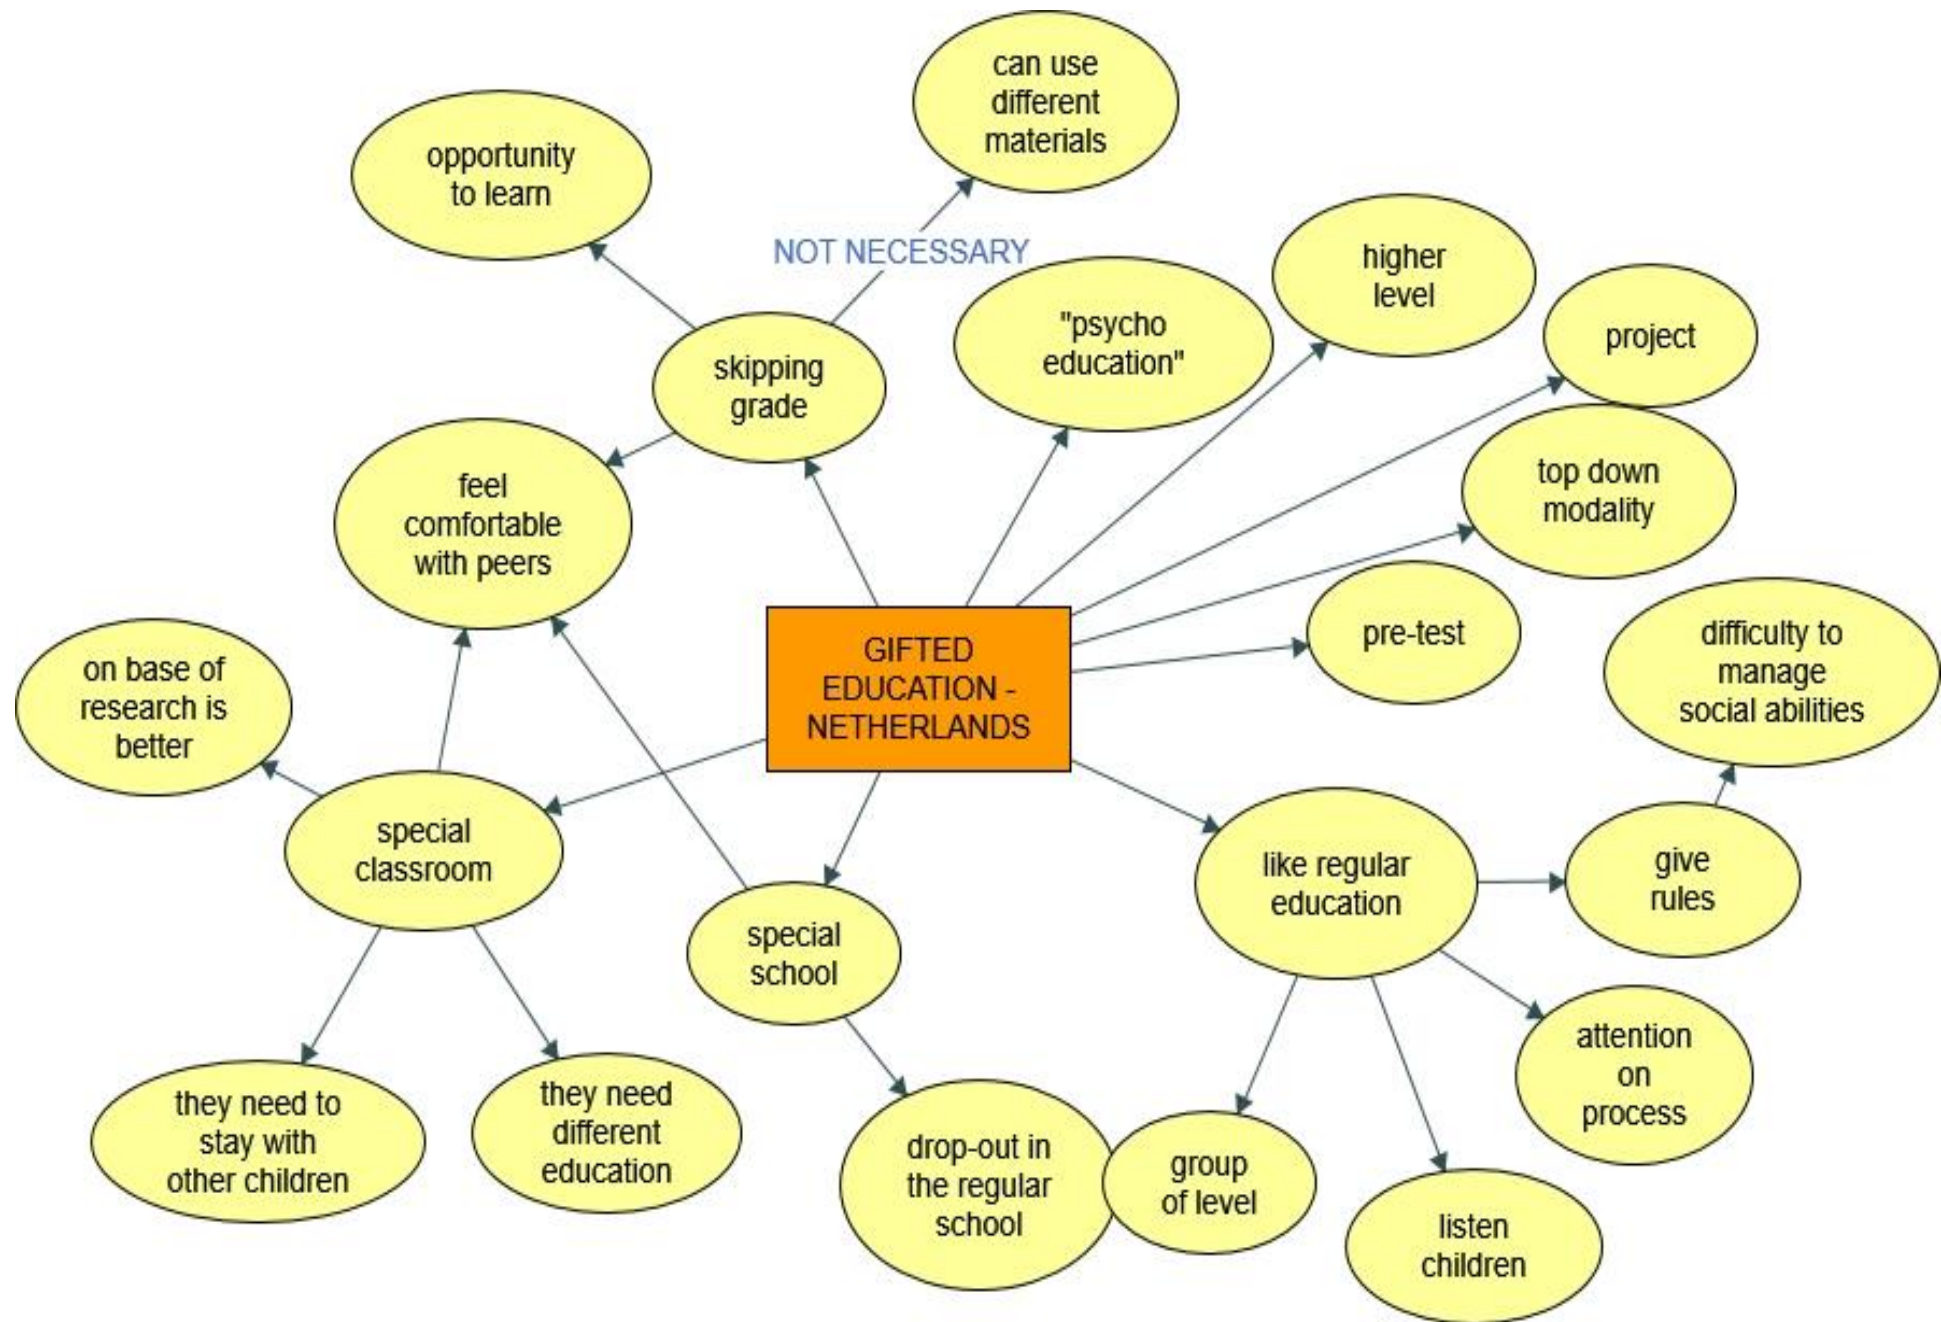 can use
different
materials
opportunity
to learn
NOT NECESSARY
higher
level
"psycho
education"
project
skipping
grade
feel
comfortable
with peers
top down
modality
GIFTED
EDUCATION -
NETHERLANDS
pre-test
difficulty to
manage
social abilities
on base of
research is
better
special
classroom
like regular
education
give
rules
special
school
attention
on
process
they need to
stay with
other children
they need
different
education
drop-out in
the regular
school
group
of level
listen
children